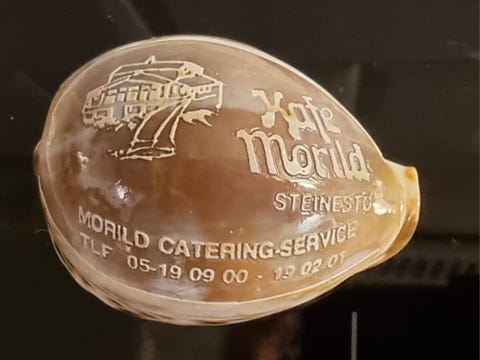 Kafe
Morild
STEINESTØ
MORILD CATERING-SERVICE
TLF 05-19 09 00 - 19 02 01